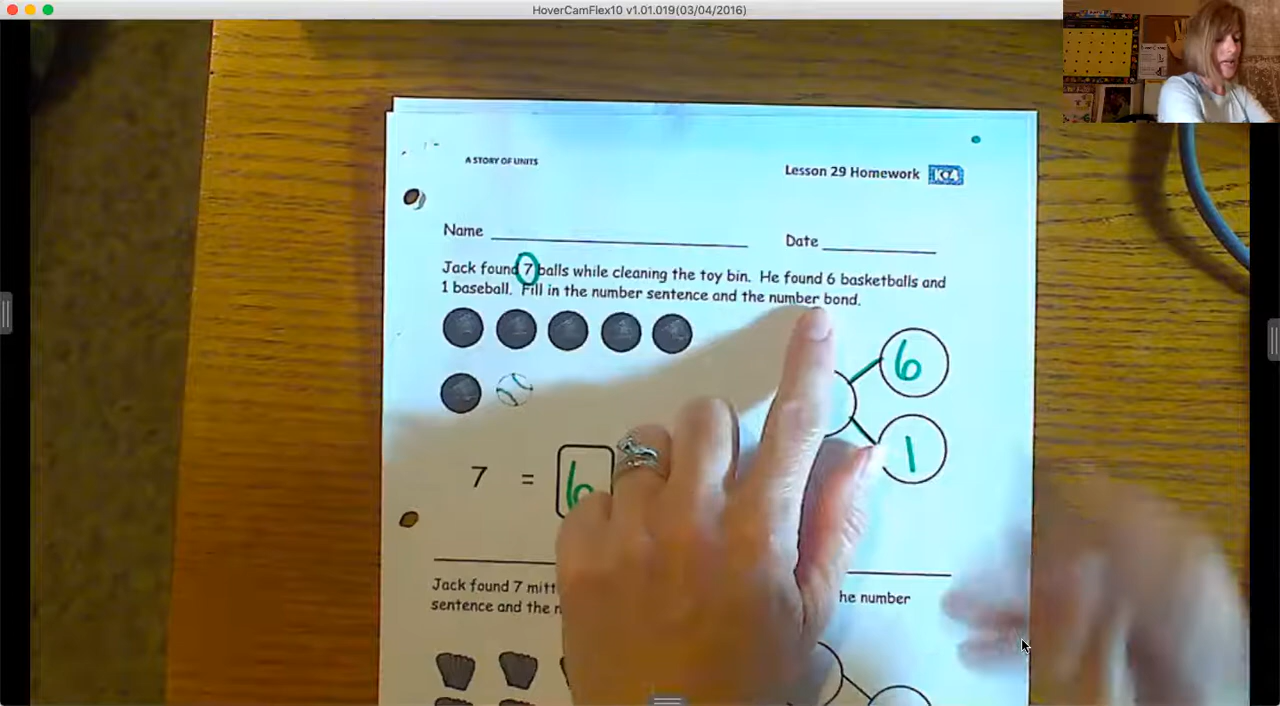 HoverCamFlex10 v1.01.019(03/04/2016)
A STORY OF UNITS
Lesson 29 Homework K•4
Name
Date
Jack found 7 balls while cleaning the toy bin. He found 6 basketballs and
1 baseball. Fill in the number sentence and the number bond.
6
1
7 = 6
Jack found 7 mitt
he number
sentence and the